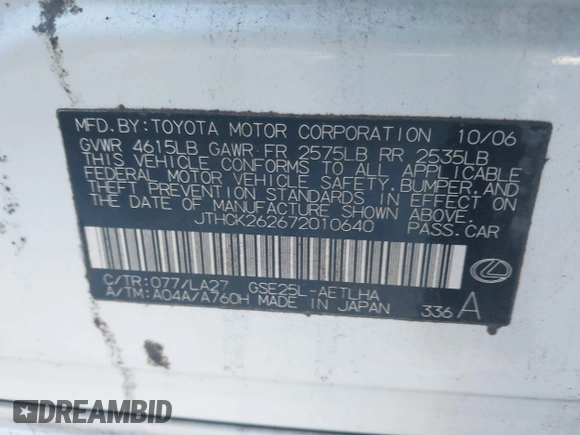 MFD.BY:TOYOTA MOTOR CORPORATION 10/06
GVWR 4615LB GAWR FR 2575LB RR 2535LB
THIS VEHICLE CONFORMS TO ALL APPLICABLE
FEDERAL MOTOR VEHICLE SAFETY, BUMPER, AND
THEFT PREVENTION STANDARDS IN EFFECT ON
THE DATE OF MANUFACTURE SHOWN ABOVE.
JTHCK262672010640 PASS.CAR
C/TR:077/LA27 GSE25L-AETLHA
A/TM:A04A/A760H MADE IN JAPAN 336 A
DREAMBID